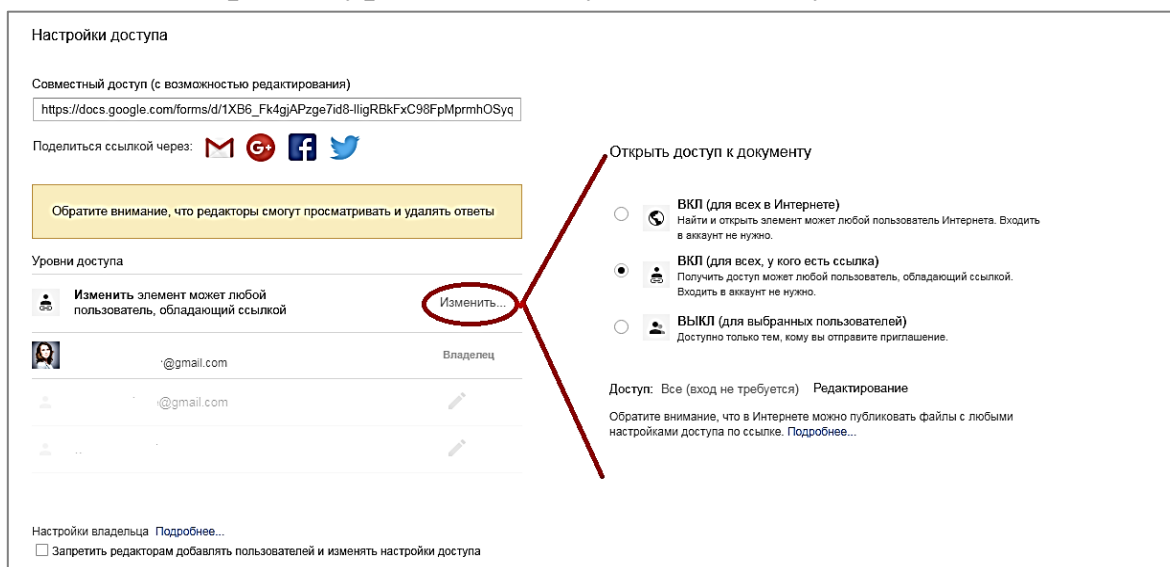 Настройки доступа
Совместный доступ (с возможностью редактирования)
https://docs.google.com/forms/d/1XB6_Fk4gjAPzge7id8-lligRBkFxC98FpMprmhOSyq
Поделиться ссылкой через:
Обратите внимание, что редакторы смогут просматривать и удалять ответы
Уровни доступа
Изменить элемент может любой
пользователь, обладающий ссылкой
Изменить...
@gmail.com
Владелец
@gmail.com
Настройки владельца Подробнее...
Запретить редакторам добавлять пользователей и изменять настройки доступа
Открыть доступ к документу
ВКЛ (для всех в Интернете)
Найти и открыть элемент может любой пользователь Интернета. Входить
в аккаунт не нужно.
ВКЛ (для всех, у кого есть ссылка)
Получить доступ может любой пользователь, обладающий ссылкой.
Входить в аккаунт не нужно.
ВЫКЛ (для выбранных пользователей)
Доступно только тем, кому вы отправите приглашение.
Доступ: Все (вход не требуется) Редактирование
Обратите внимание, что в Интернете можно публиковать файлы с любыми
настройками доступа по ссылке. Подробнее...